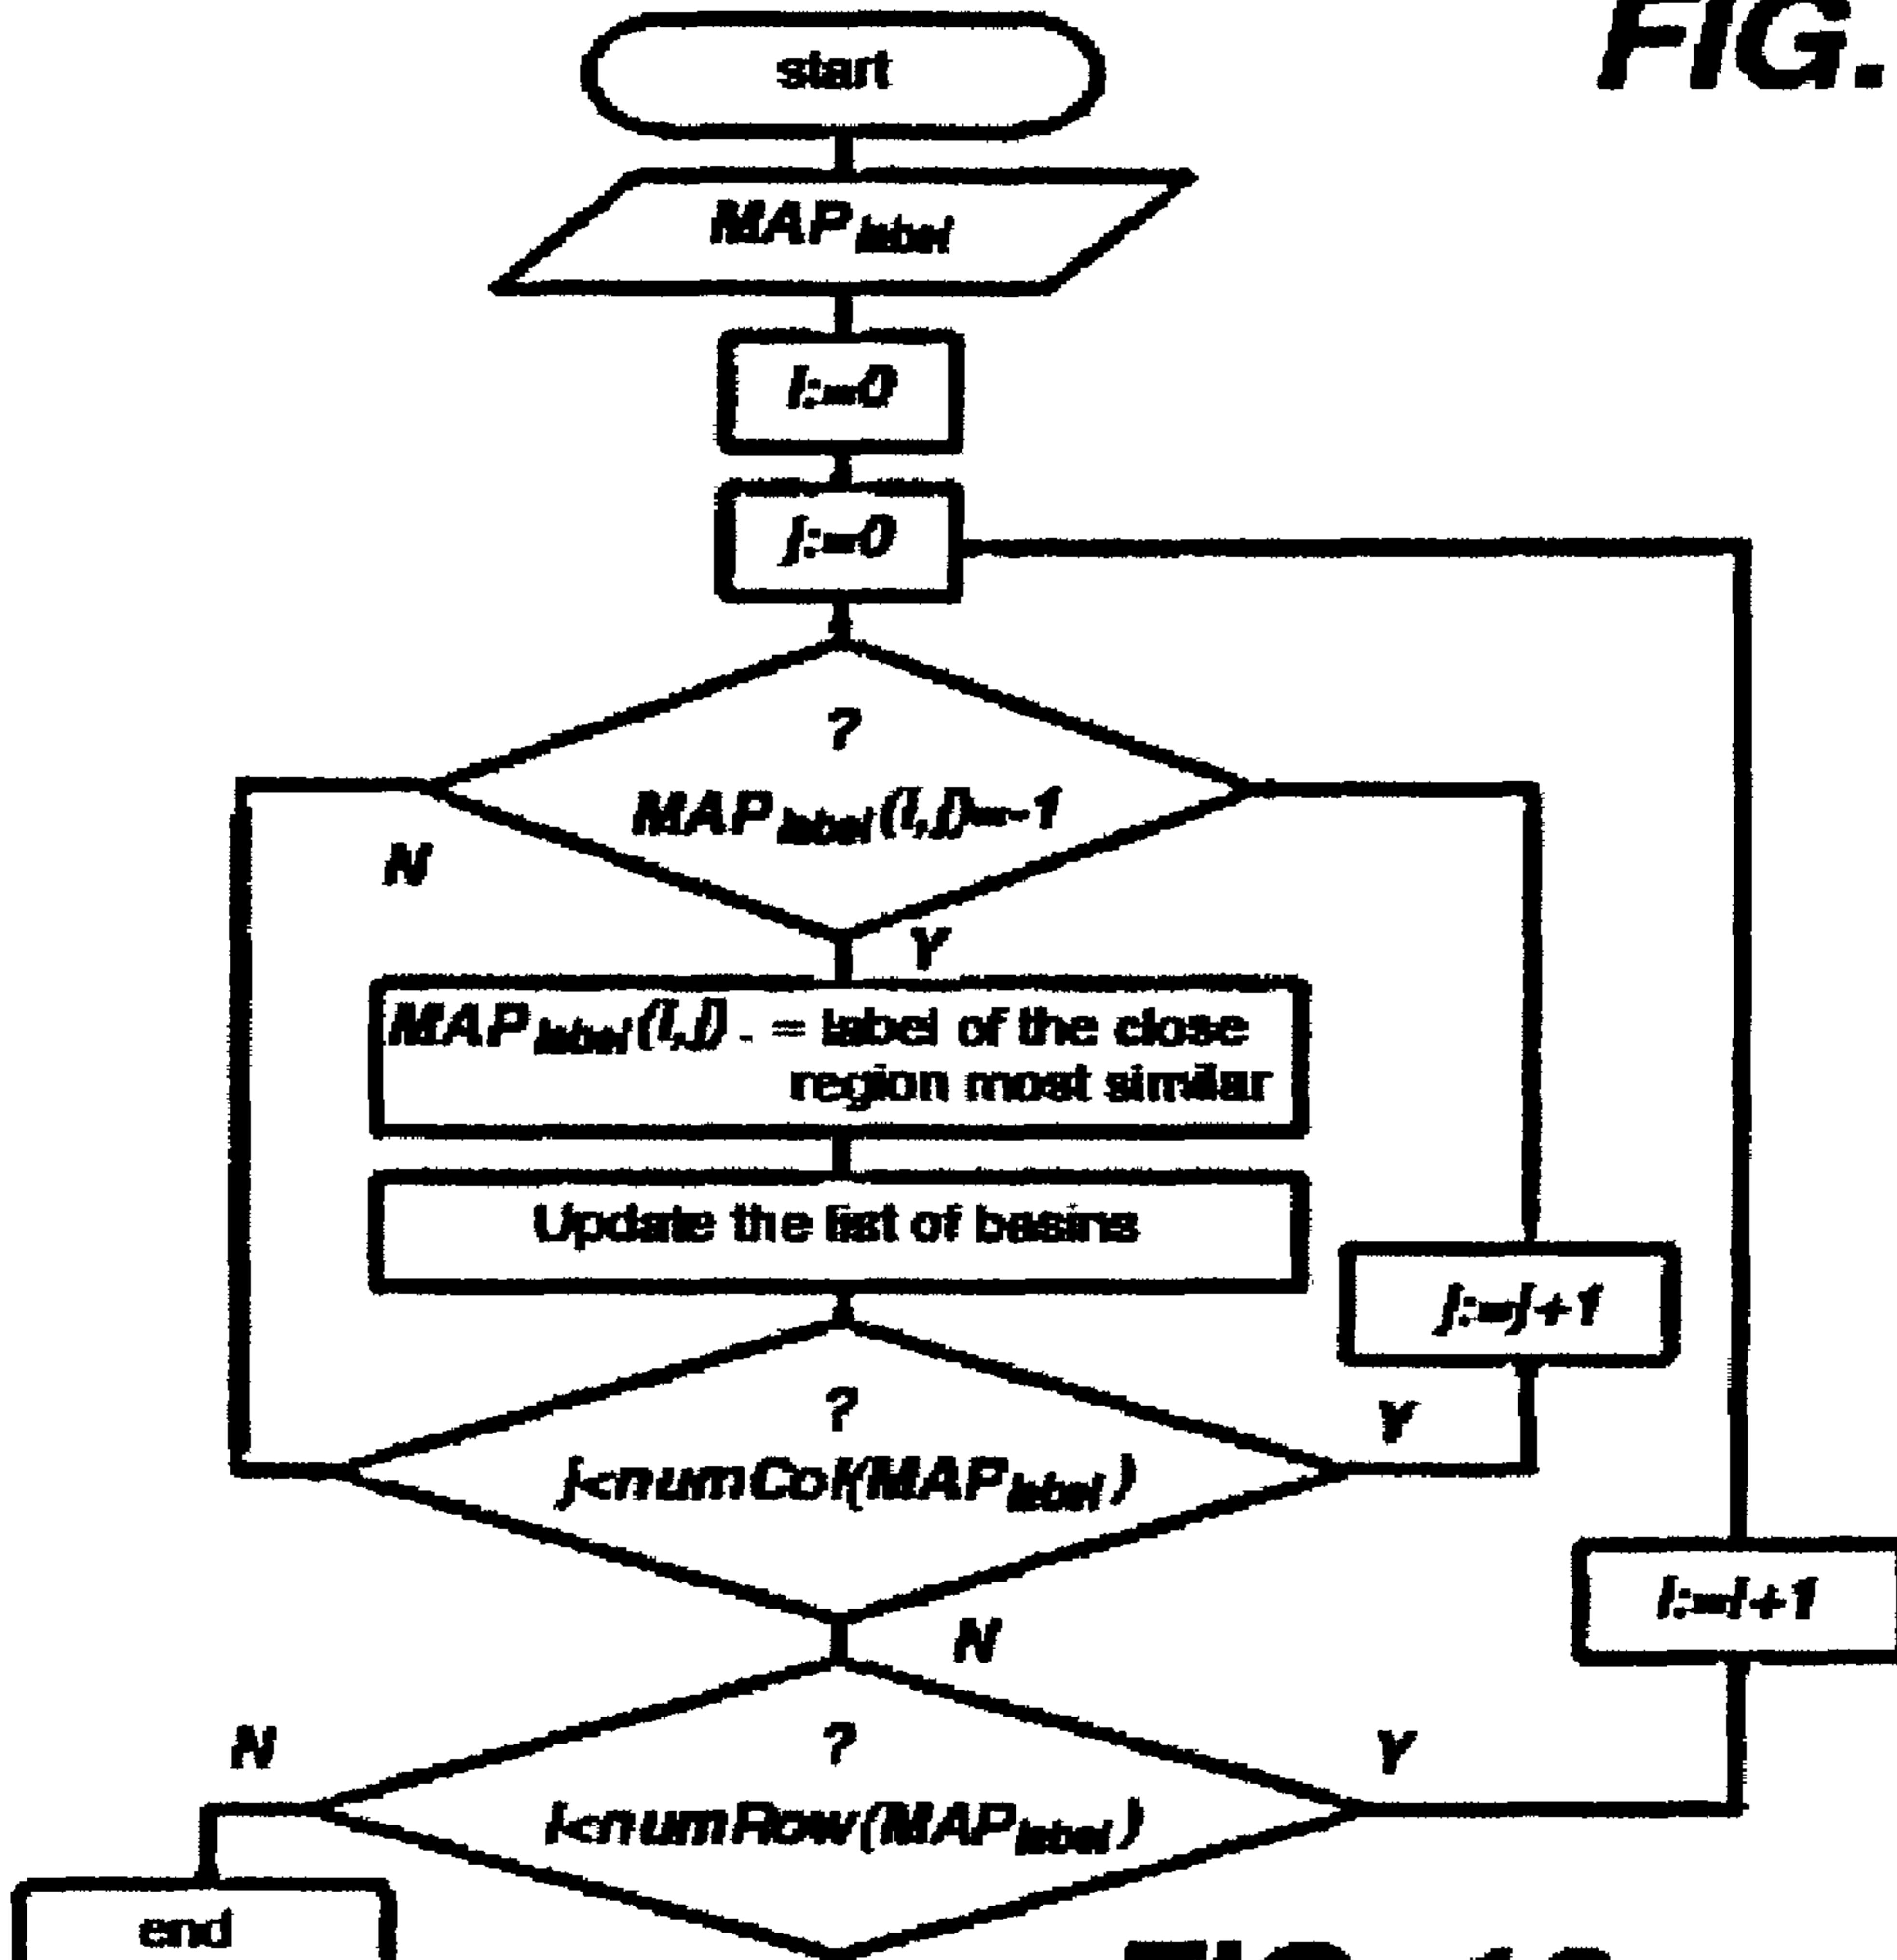 FIG.
start
MAP label
i:=0
j:=0
?
MAP label(i,j)=-1
N
Y
MAP label(i,j). = Label of the close
region most similar
Update the list of basins
j:=j+1
?
Y
j<numCol(MAP label)
i:=i+1
N
N
?
Y
j<numRow(MAP label)
end